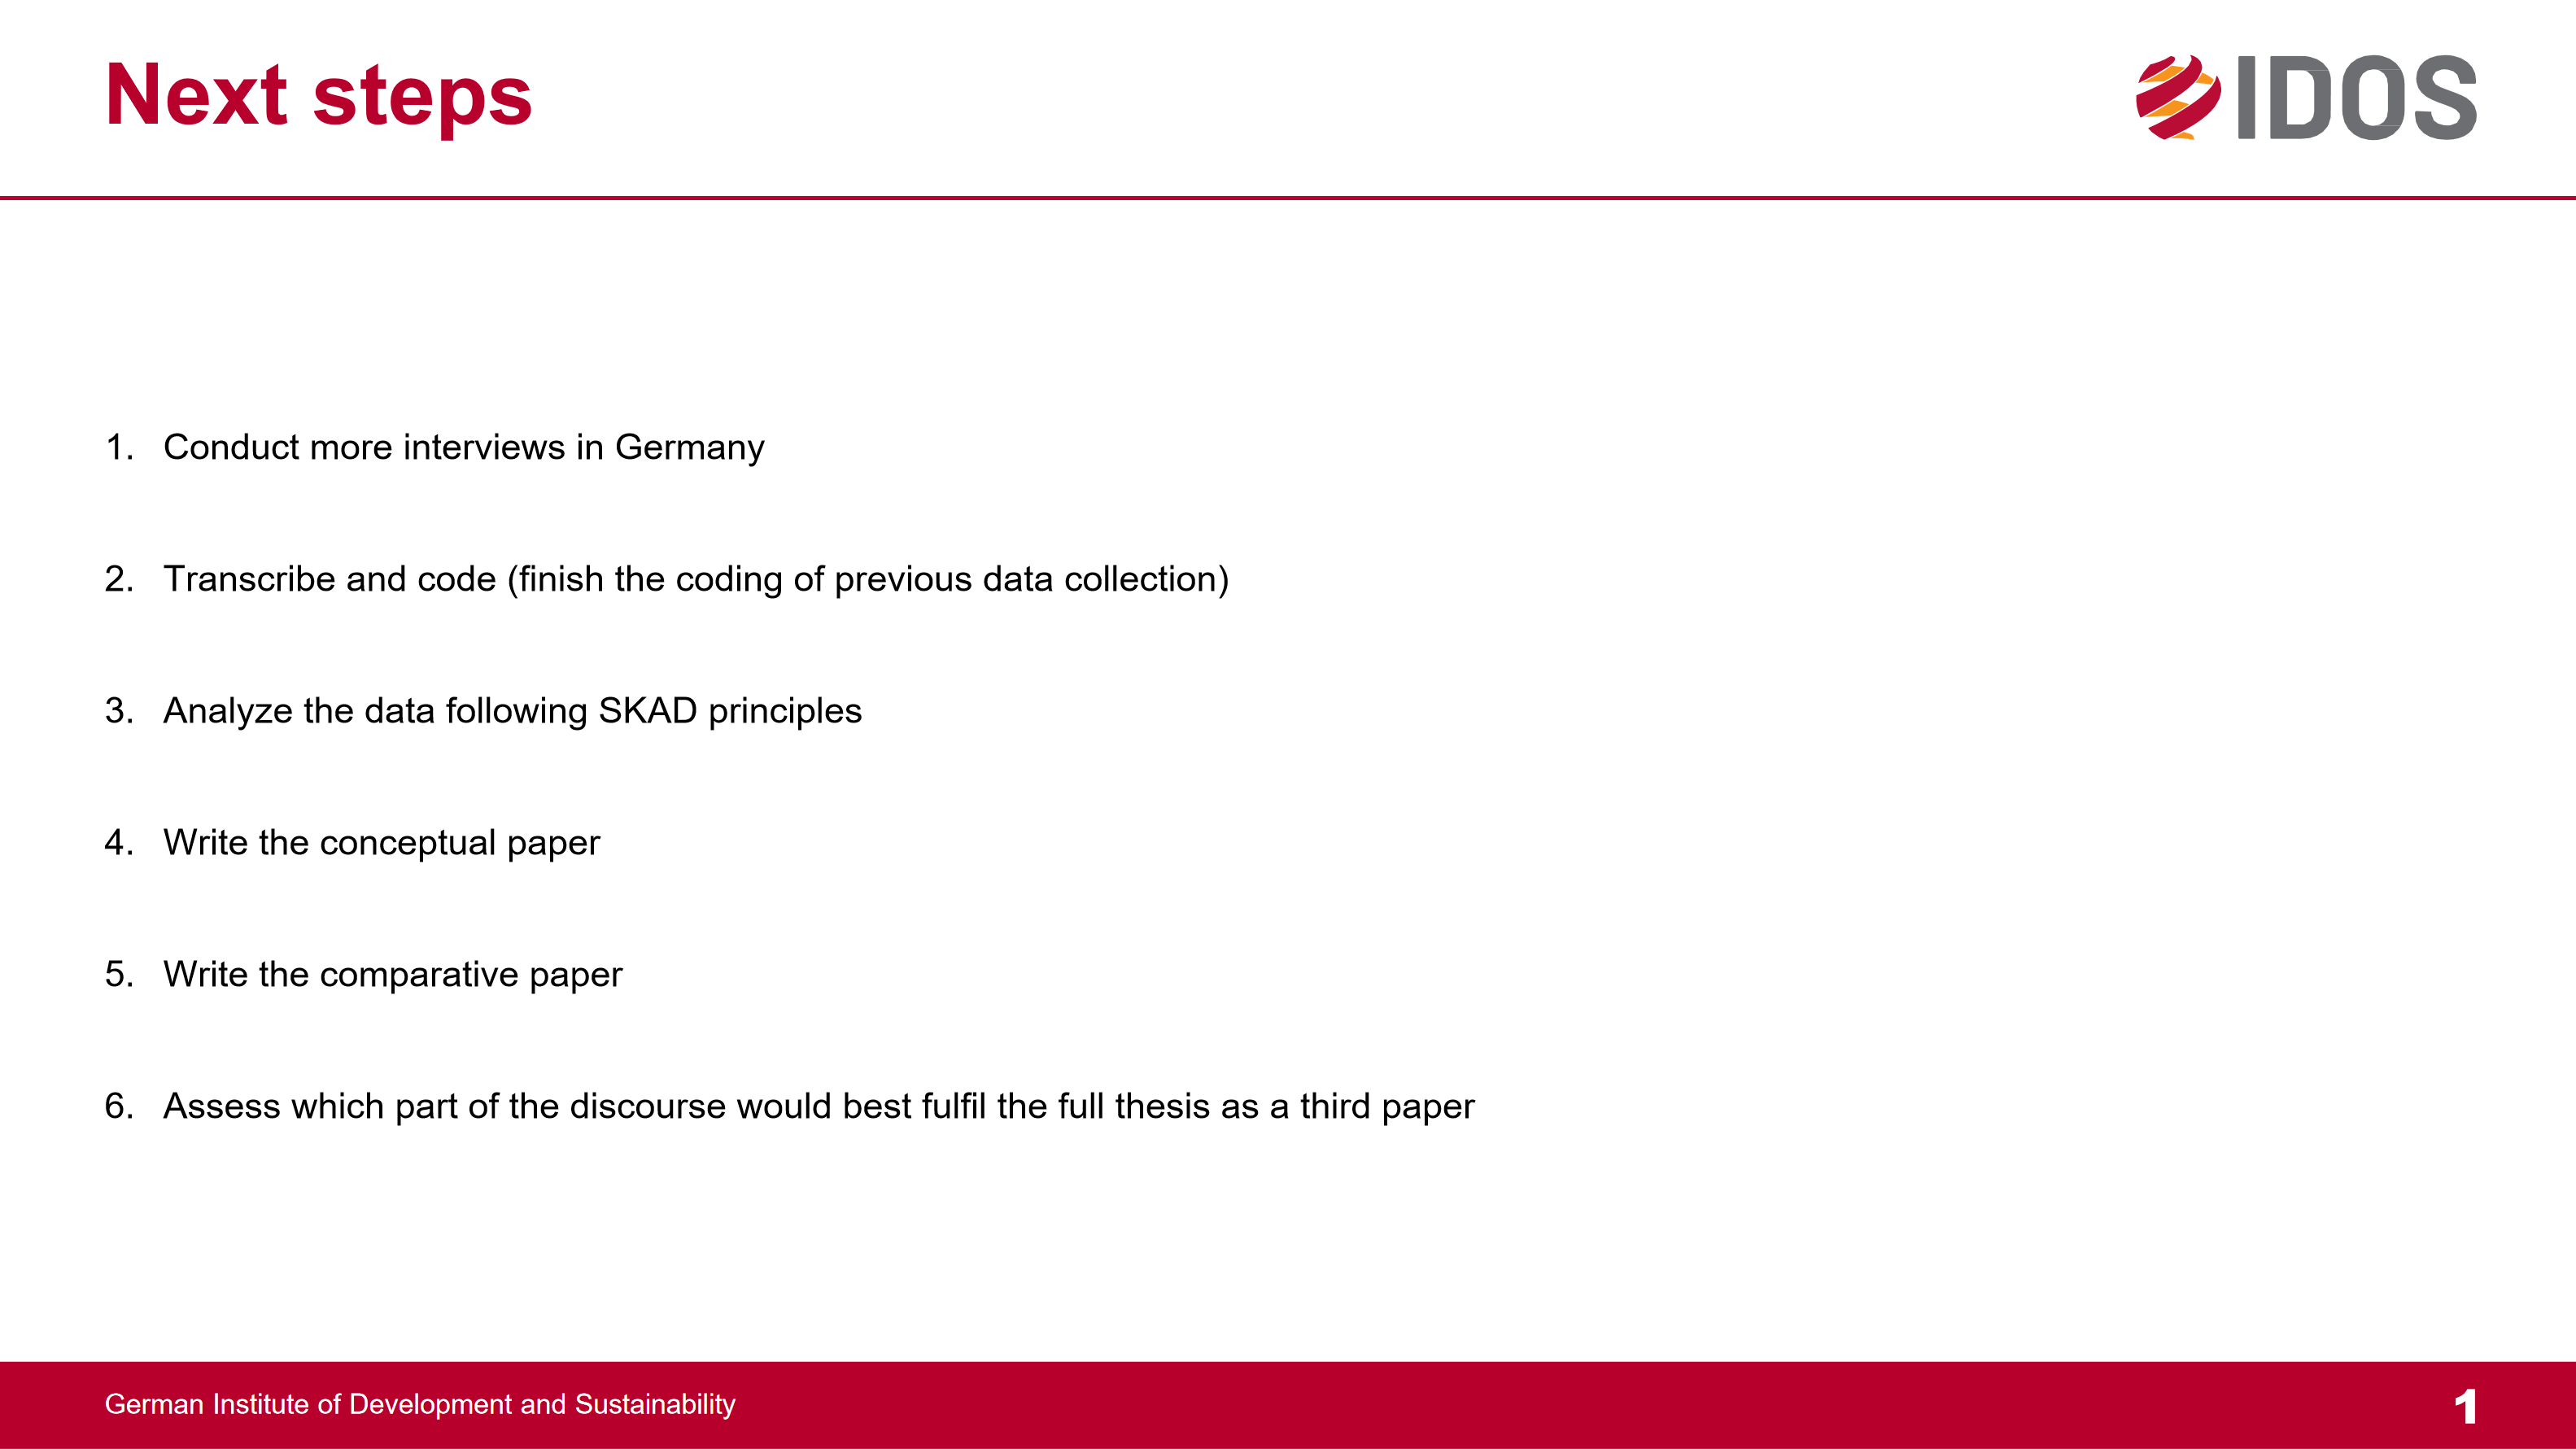 Next steps
IDOS
1. Conduct more interviews in Germany
2. Transcribe and code (finish the coding of previous data collection)
3. Analyze the data following SKAD principles
4. Write the conceptual paper
5. Write the comparative paper
6. Assess which part of the discourse would best fulfil the full thesis as a third paper
German Institute of Development and Sustainability
1